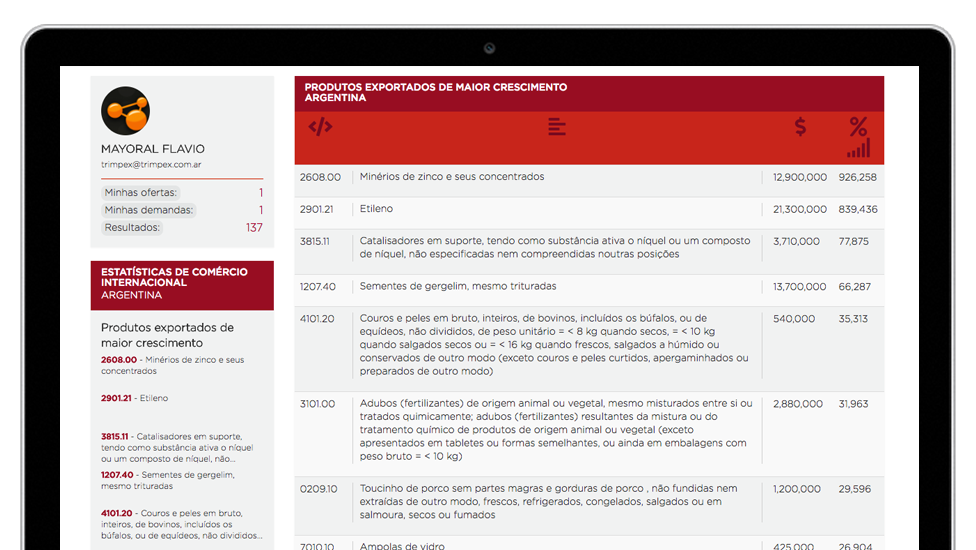 MAYORAL FLAVIO
trimpex@trimpex.com.ar
Minhas ofertas: 1
Minhas demandas: 1
Resultados: 137
ESTATÍSTICAS DE COMÉRCIO
INTERNACIONAL
ARGENTINA
Produtos exportados de
maior crescimento
2608.00 - Minérios de zinco e seus
concentrados
2901.21 - Etileno
3815.11 - Catalisadores em suporte,
tendo como substância ativa o níquel
ou um composto de níquel, não...
1207.40 - Sementes de gergelim,
mesmo trituradas
4101.20 - Couros e peles em bruto,
inteiros, de bovinos, incluídos os
búfalos, ou de equídeos, não divididos...
PRODUTOS EXPORTADOS DE MAIOR CRESCIMENTO
ARGENTINA
</> $ %
2608.00 Minérios de zinco e seus concentrados 12,900,000 926,258
2901.21 Etileno 21,300,000 839,436
3815.11 Catalisadores em suporte, tendo como substância ativa o níquel ou um composto 3,710,000 77,875
de níquel, não especificadas nem compreendidas noutras posições
1207.40 Sementes de gergelim, mesmo trituradas 13,700,000 66,287
4101.20 Couros e peles em bruto, inteiros, de bovinos, incluídos os búfalos, ou de 540,000 35,313
equídeos, não divididos, de peso unitário = < 8 kg quando secos, = < 10 kg
quando salgados secos ou = < 16 kg quando frescos, salgados a húmido ou
conservados de outro modo (exceto couros e peles curtidos, apergaminhados ou
preparados de outro modo)
3101.00 Adubos (fertilizantes) de origem animal ou vegetal, mesmo misturados entre si ou 2,880,000 31,963
tratados quimicamente; adubos (fertilizantes) resultantes da mistura ou do
tratamento químico de produtos de origem animal ou vegetal (exceto
apresentados em tabletes ou formas semelhantes, ou ainda em embalagens com
peso bruto = < 10 kg)
0209.10 Toucinho de porco sem partes magras e gorduras de porco , não fundidas nem 1,200,000 29,596
extraídas de outro modo, frescos, refrigerados, congelados, salgados ou em
salmoura, secos ou fumados
7010.10 Ampolas de vidro 425,000 26,904